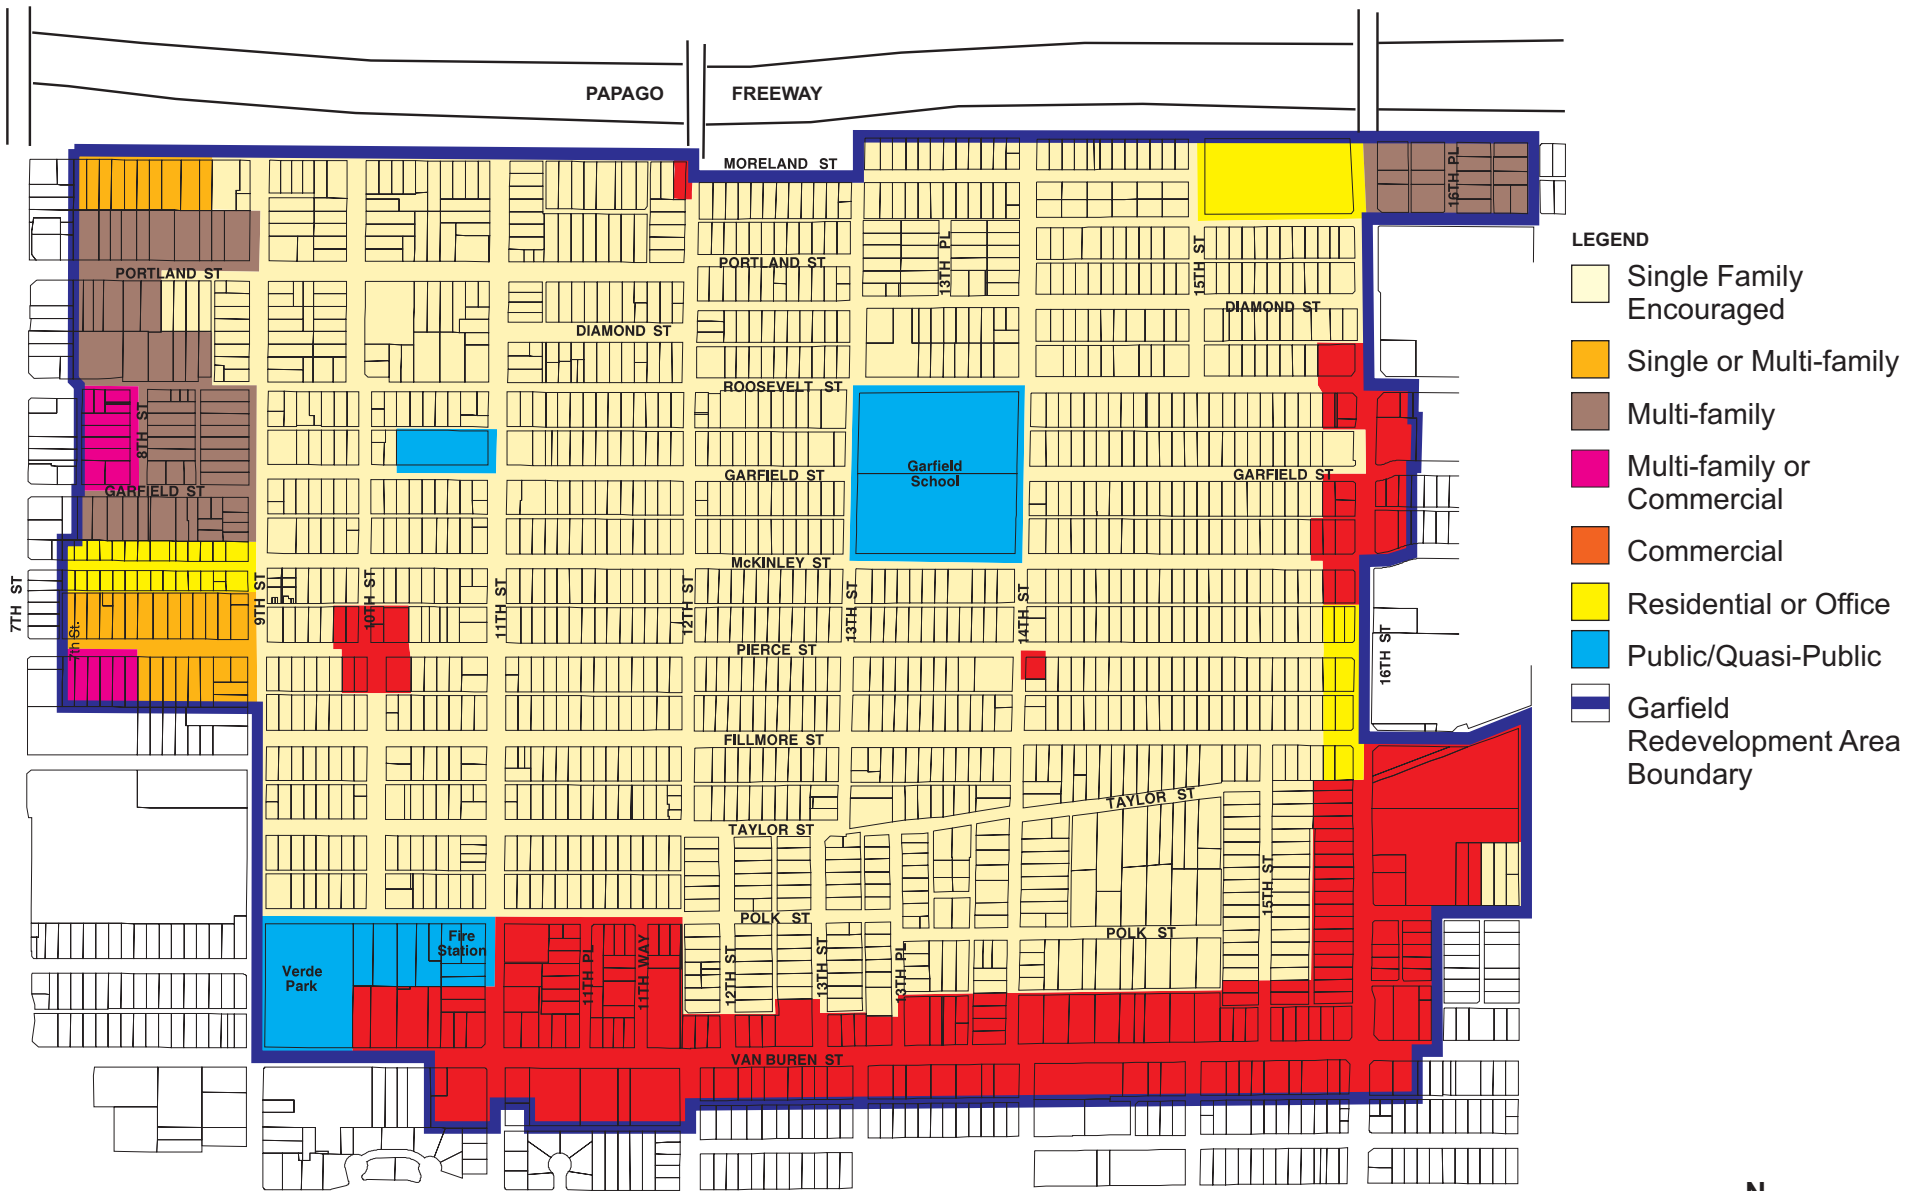 PAPAGO FREEWAY
MORELAND ST
16TH PL
PORTLAND ST
PORTLAND ST
13TH PL
15TH ST
DIAMOND ST
DIAMOND ST
ROOSEVELT ST
8TH ST
GARFIELD ST
GARFIELD ST
GARFIELD ST
Garfield
School
McKINLEY ST
7TH ST
7th St.
9TH ST
10TH ST
11TH ST
12TH ST
13TH ST
14TH ST
16TH ST
PIERCE ST
FILLMORE ST
TAYLOR ST
TAYLOR ST
15TH ST
POLK ST
POLK ST
Fire
Station
Verde
Park
11TH PL
11TH WAY
12TH ST
13TH ST
13TH PL
VAN BUREN ST
LEGEND
Single Family
Encouraged
Single or Multi-family
Multi-family
Multi-family or
Commercial
Commercial
Residential or Office
Public/Quasi-Public
Garfield
Redevelopment Area
Boundary
N